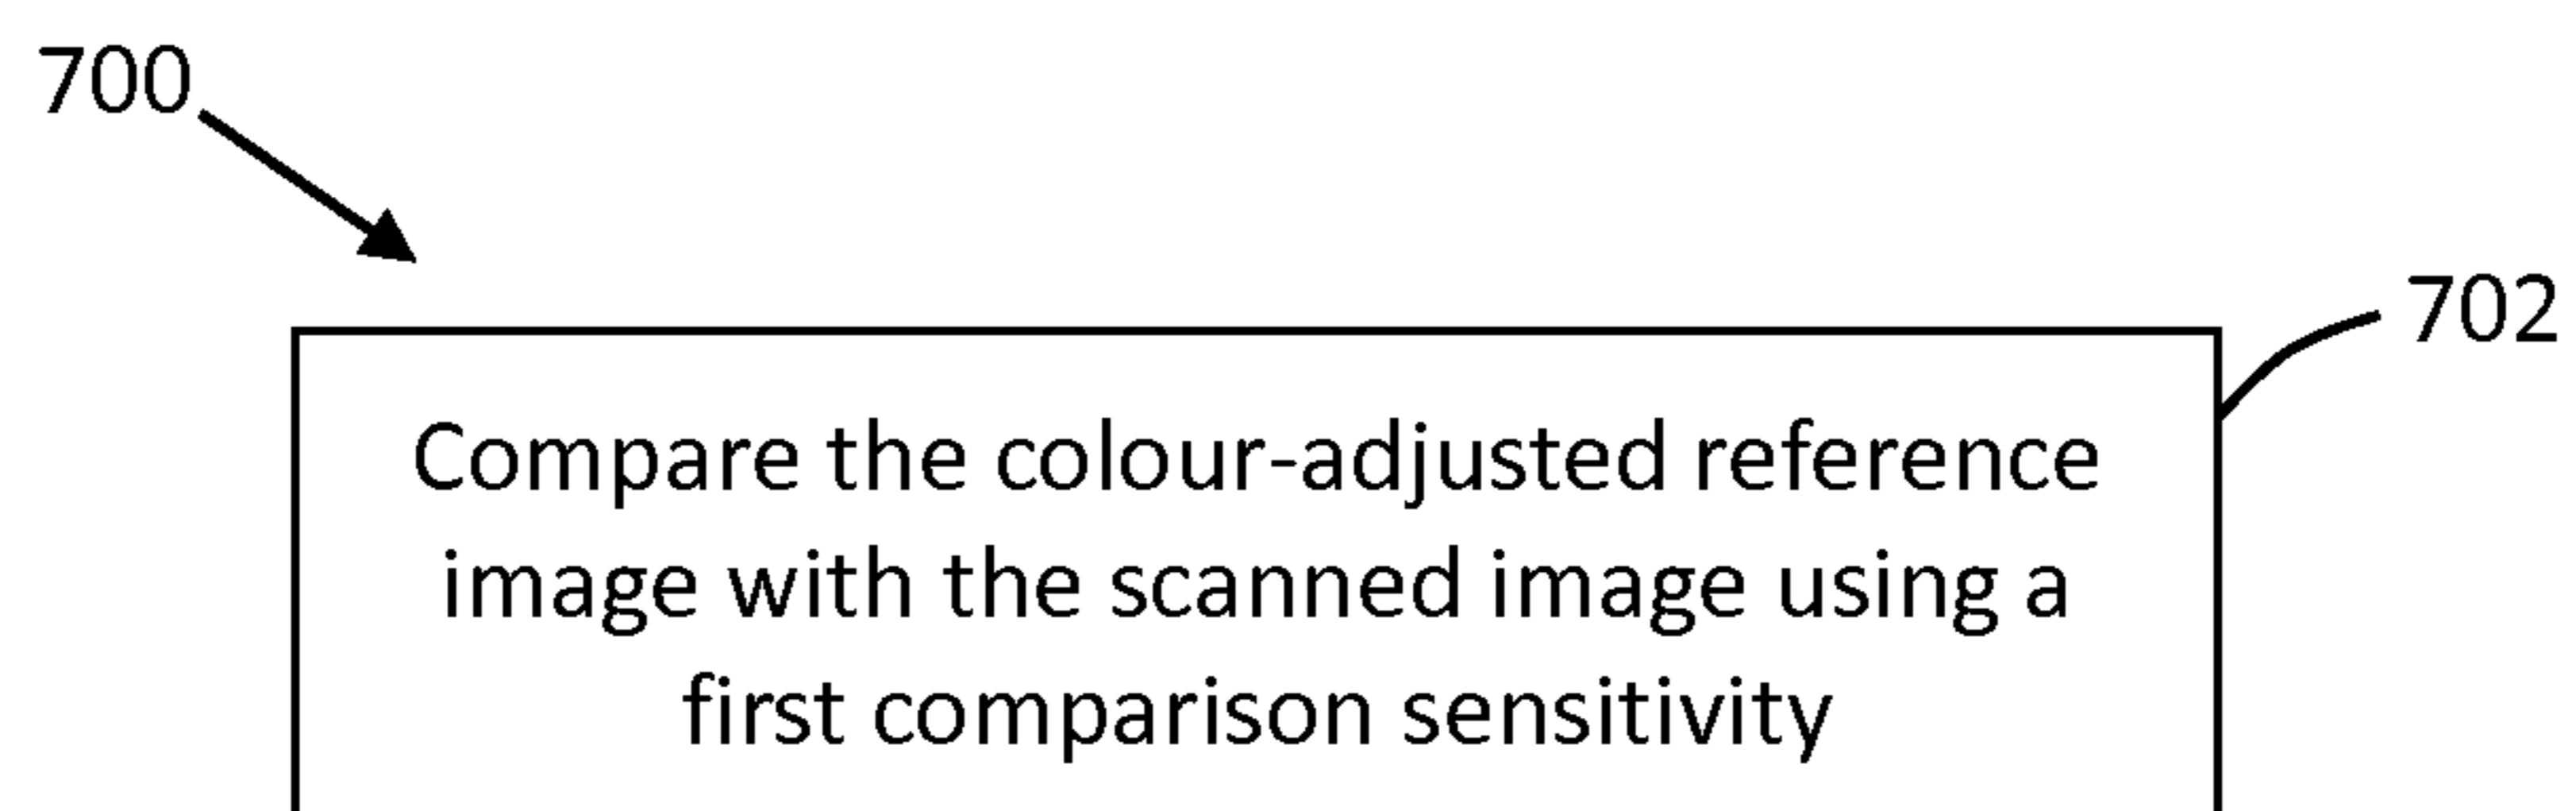 700
702
Compare the colour-adjusted reference
image with the scanned image using a
first comparison sensitivity